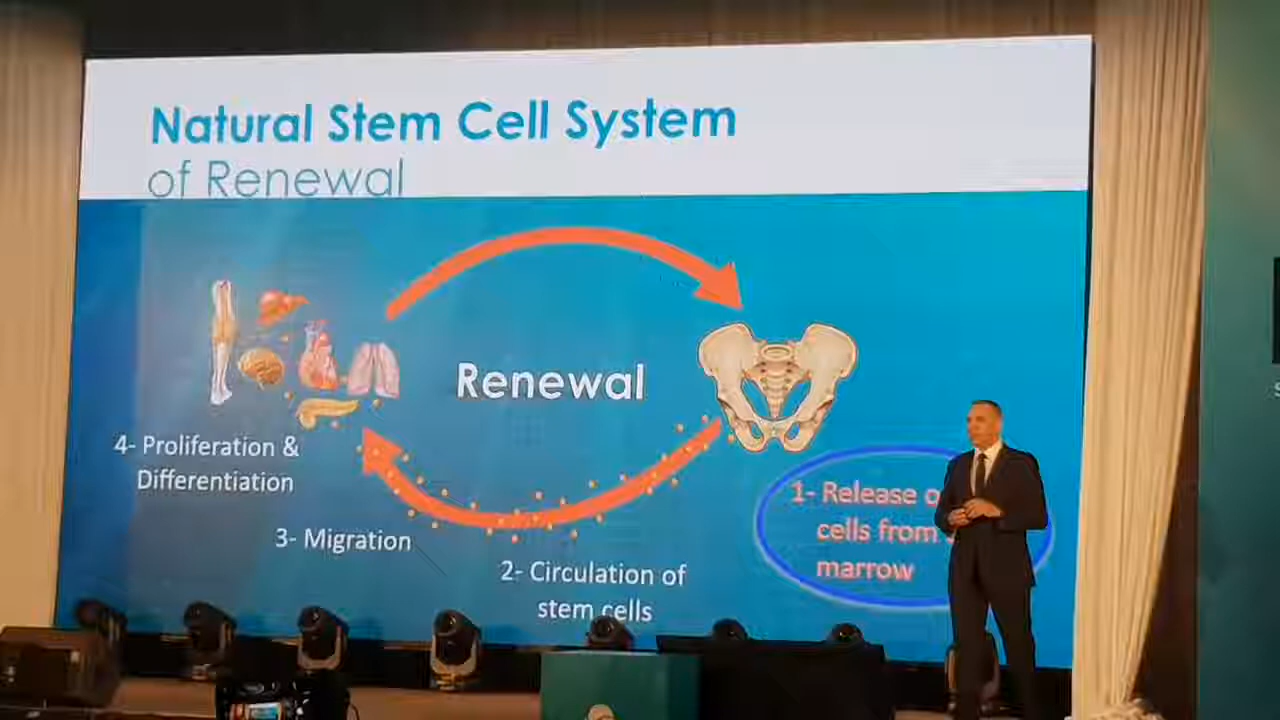 Natural Stem Cell System
of Renewal
Renewal
4- Proliferation &
Differentiation
3- Migration
2- Circulation of
stem cells
1- Release
cells from
marrow